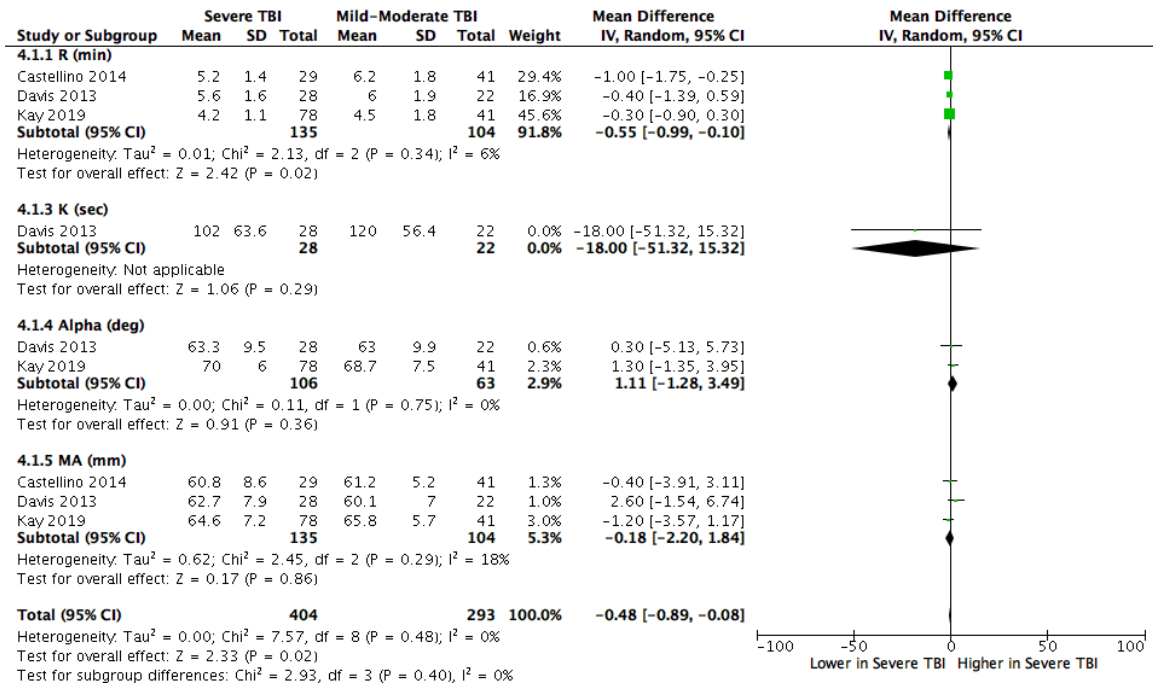 Severe TBI Mild-Moderate TBI Mean Difference Mean Difference
Study or Subgroup Mean SD Total Mean SD Total Weight IV, Random, 95% CI IV, Random, 95% CI
4.1.1 R (min)
Castellino 2014 5.2 1.4 29 6.2 1.8 41 29.4% -1.00 [-1.75, -0.25]
Davis 2013 5.6 1.6 28 6 1.9 22 16.9% -0.40 [-1.39, 0.59]
Kay 2019 4.2 1.1 78 4.5 1.8 41 45.6% -0.30 [-0.90, 0.30]
Subtotal (95% CI) 135 104 91.8% -0.55 [-0.99, -0.10]
Heterogeneity: Tau² = 0.01; Chi² = 2.13, df = 2 (P = 0.34); I² = 6%
Test for overall effect: Z = 2.42 (P = 0.02)
4.1.3 K (sec)
Davis 2013 102 63.6 28 120 56.4 22 0.0% -18.00 [-51.32, 15.32]
Subtotal (95% CI) 28 22 0.0% -18.00 [-51.32, 15.32]
Heterogeneity: Not applicable
Test for overall effect: Z = 1.06 (P = 0.29)
4.1.4 Alpha (deg)
Davis 2013 63.3 9.5 28 63 9.9 22 0.6% 0.30 [-5.13, 5.73]
Kay 2019 70 6 78 68.7 7.5 41 2.3% 1.30 [-1.35, 3.95]
Subtotal (95% CI) 106 63 2.9% 1.11 [-1.28, 3.49]
Heterogeneity: Tau² = 0.00; Chi² = 0.11, df = 1 (P = 0.75); I² = 0%
Test for overall effect: Z = 0.91 (P = 0.36)
4.1.5 MA (mm)
Castellino 2014 60.8 8.6 29 61.2 5.2 41 1.3% -0.40 [-3.91, 3.11]
Davis 2013 62.7 7.9 28 60.1 7 22 1.0% 2.60 [-1.54, 6.74]
Kay 2019 64.6 7.2 78 65.8 5.7 41 3.0% -1.20 [-3.57, 1.17]
Subtotal (95% CI) 135 104 5.3% -0.18 [-2.20, 1.84]
Heterogeneity: Tau² = 0.62; Chi² = 2.45, df = 2 (P = 0.29); I² = 18%
Test for overall effect: Z = 0.17 (P = 0.86)
Total (95% CI) 404 293 100.0% -0.48 [-0.89, -0.08]
Heterogeneity: Tau² = 0.00; Chi² = 7.57, df = 8 (P = 0.48); I² = 0%
Test for overall effect: Z = 2.33 (P = 0.02)
Test for subgroup differences: Chi² = 2.93, df = 3 (P = 0.40), I² = 0%
-100 -50 0 50 100
Lower in Severe TBI Higher in Severe TBI